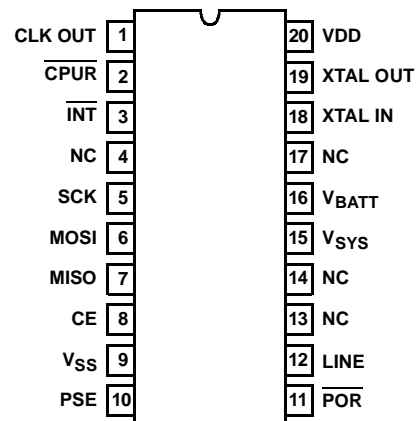 CLK OUT 1 20 VDD
CPUR 2 19 XTAL OUT
INT 3 18 XTAL IN
NC 4 17 NC
SCK 5 16 VBATT
MOSI 6 15 VSYS
MISO 7 14 NC
CE 8 13 NC
VSS 9 12 LINE
PSE 10 11 POR